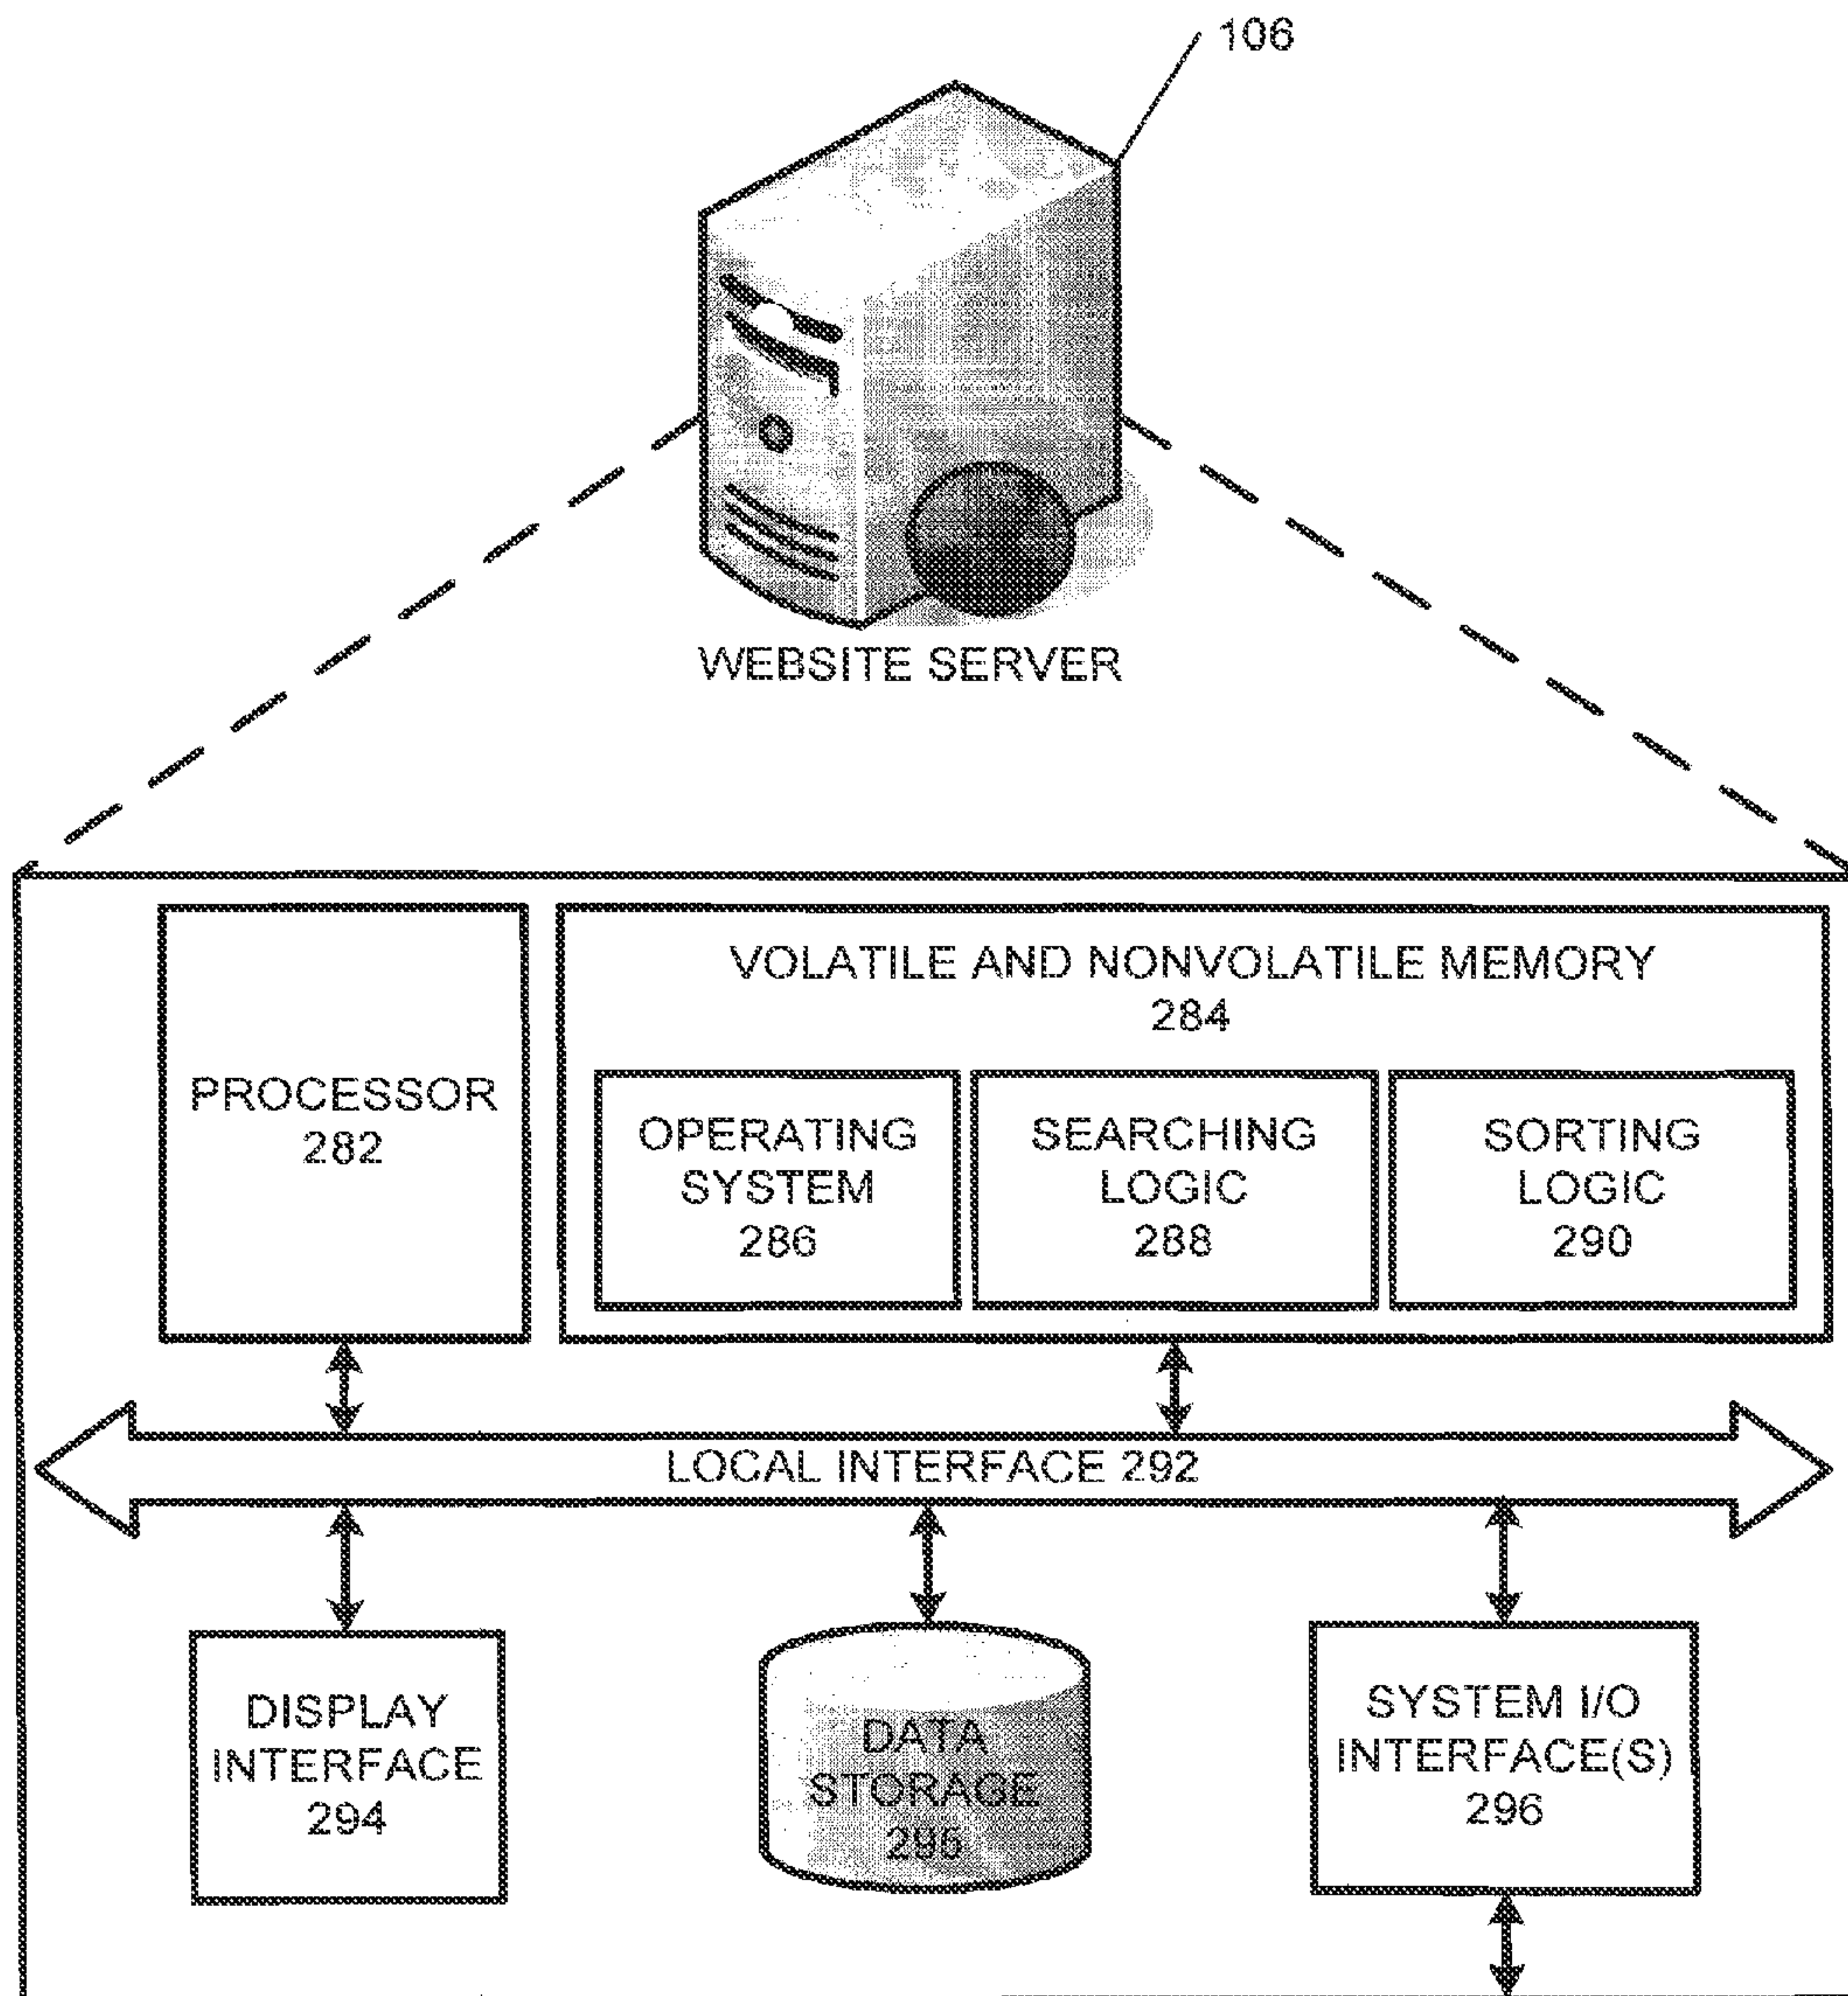 106
WEBSITE SERVER
VOLATILE AND NONVOLATILE MEMORY
284
PROCESSOR
282
OPERATING
SYSTEM
286
SEARCHING
LOGIC
288
SORTING
LOGIC
290
LOCAL INTERFACE 292
DISPLAY
INTERFACE
294
DATA
STORAGE
295
SYSTEM I/O
INTERFACE(S)
296